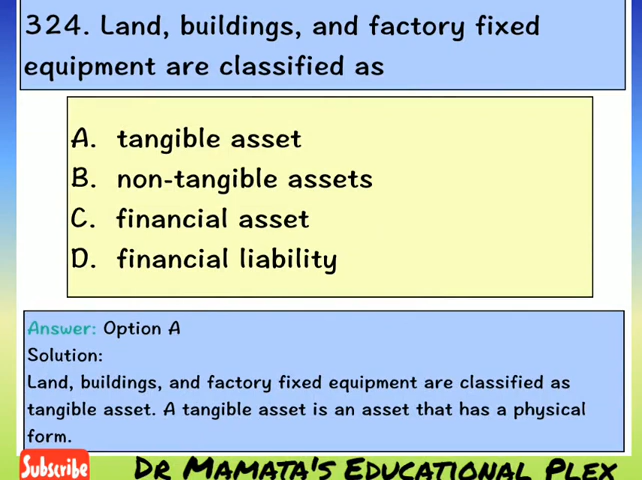 324. Land, buildings, and factory fixed
equipment are classified as
A. tangible asset
B. non-tangible assets
C. financial asset
D. financial liability
Answer: Option A
Solution:
Land, buildings, and factory fixed equipment are classified as
tangible asset. A tangible asset is an asset that has a physical
form.
Subscribe Dr Mamata's Educational Plex